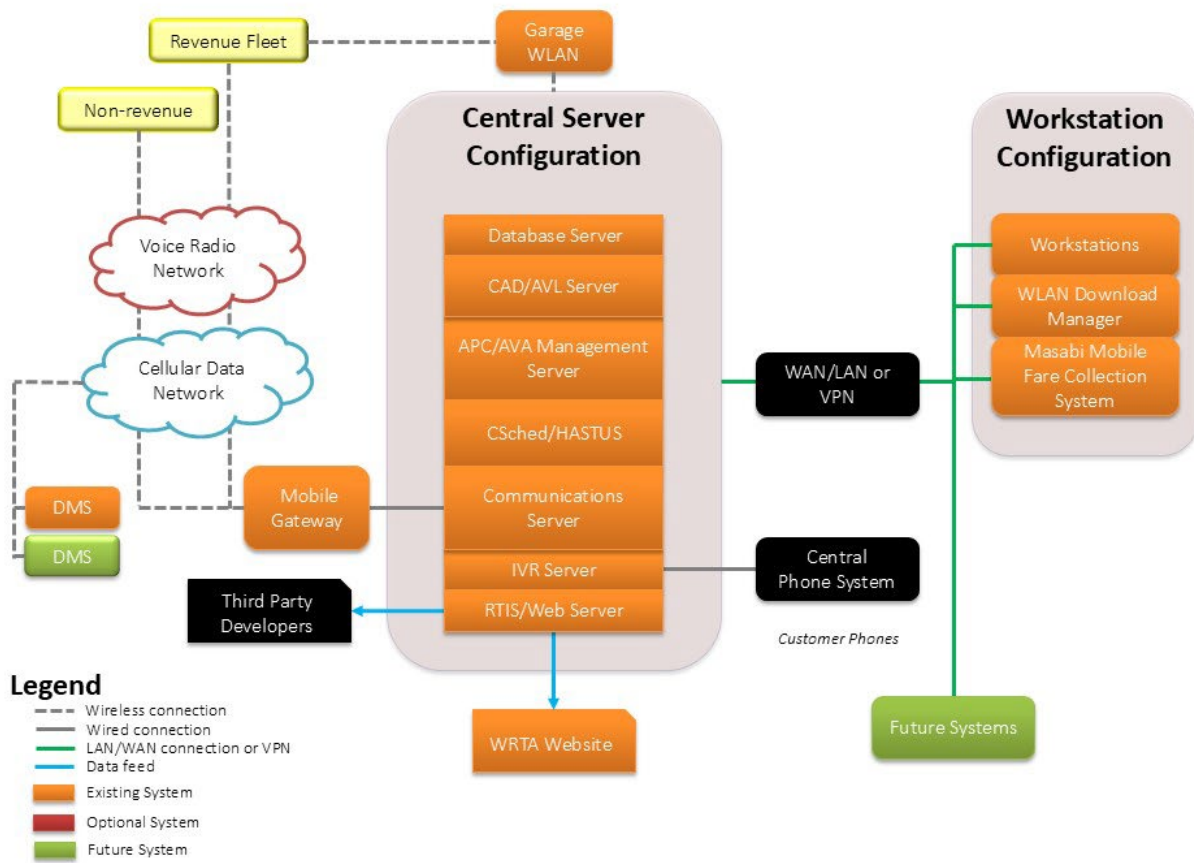 Revenue Fleet
Garage
WLAN
Non-revenue
Central Server
Configuration
Workstation
Configuration
Voice Radio
Network
Database Server
CAD/AVL Server
APC/AVA Management
Server
CSched/HASTUS
Communications
Server
IVR Server
RTIS/Web Server
Workstations
WLAN Download
Manager
Masabi Mobile
Fare Collection
System
Cellular Data
Network
WAN/LAN or
VPN
DMS
DMS
Mobile
Gateway
Central
Phone System
Third Party
Developers
Customer Phones
WRTA Website
Future Systems
Legend
Wireless connection
Wired connection
LAN/WAN connection or VPN
Data feed
Existing System
Optional System
Future System